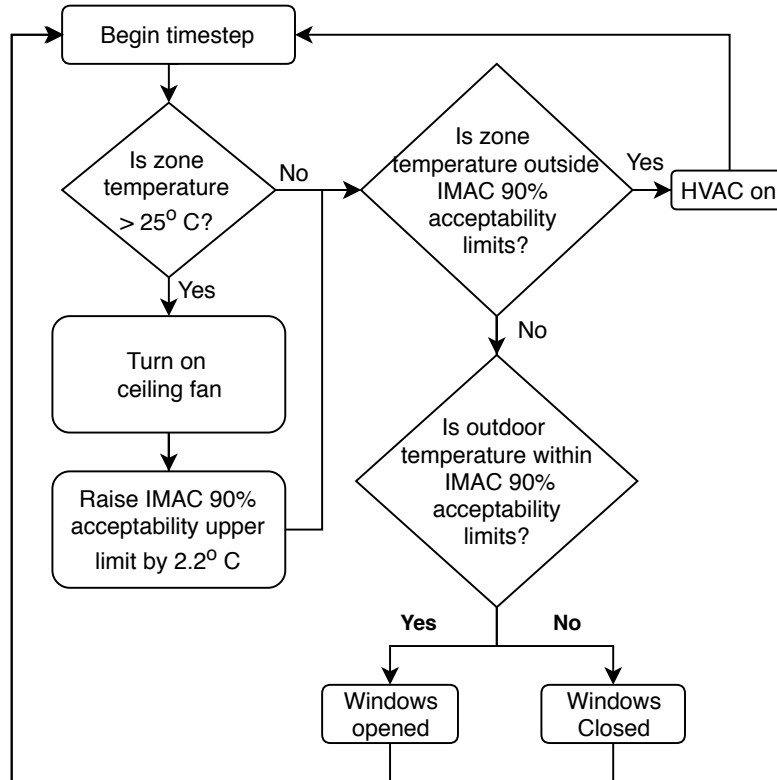 Begin timestep
Is zone
temperature
> 25° C?
No
Yes
Turn on
ceiling fan
Raise IMAC 90%
acceptability upper
limit by 2.2° C
Is zone
temperature outside
IMAC 90%
acceptability
limits?
Yes
HVAC on
No
Is outdoor
temperature within
IMAC 90%
acceptability
limits?
Yes
No
Windows
opened
Windows
Closed